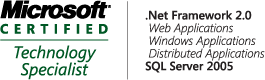 Microsoft
CERTIFIED
Technology
Specialist
.Net Framework 2.0
Web Applications
Windows Applications
Distributed Applications
SQL Server 2005